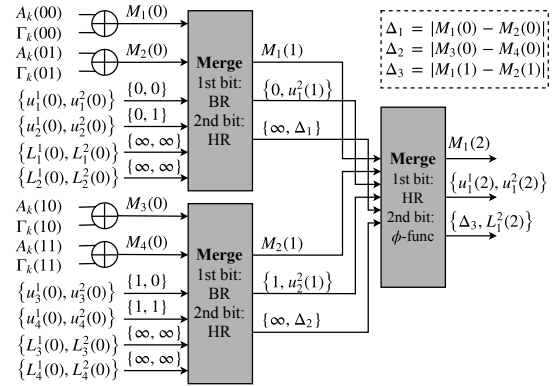 A_k(00)
Γ_k(00)
M_1(0)
A_k(01)
Γ_k(01)
M_2(0)
{u_1^1(0), u_1^2(0)} {0, 0}
{u_2^1(0), u_2^2(0)} {0, 1}
{L_1^1(0), L_1^2(0)} {∞, ∞}
{L_2^1(0), L_2^2(0)} {∞, ∞}
Merge
1st bit:
BR
2nd bit:
HR
M_1(1)
{0, u_1^2(1)}
{∞, Δ_1}
A_k(10)
Γ_k(10)
M_3(0)
A_k(11)
Γ_k(11)
M_4(0)
{u_3^1(0), u_3^2(0)} {1, 0}
{u_4^1(0), u_4^2(0)} {1, 1}
{L_3^1(0), L_3^2(0)} {∞, ∞}
{L_4^1(0), L_4^2(0)} {∞, ∞}
Merge
1st bit:
BR
2nd bit:
HR
M_2(1)
{1, u_2^2(1)}
{∞, Δ_2}
Δ_1 = |M_1(0) − M_2(0)|
Δ_2 = |M_3(0) − M_4(0)|
Δ_3 = |M_1(1) − M_2(1)|
Merge
1st bit:
HR
2nd bit:
ϕ-func
M_1(2)
{u_1^1(2), u_1^2(2)}
{Δ_3, L_1^2(2)}